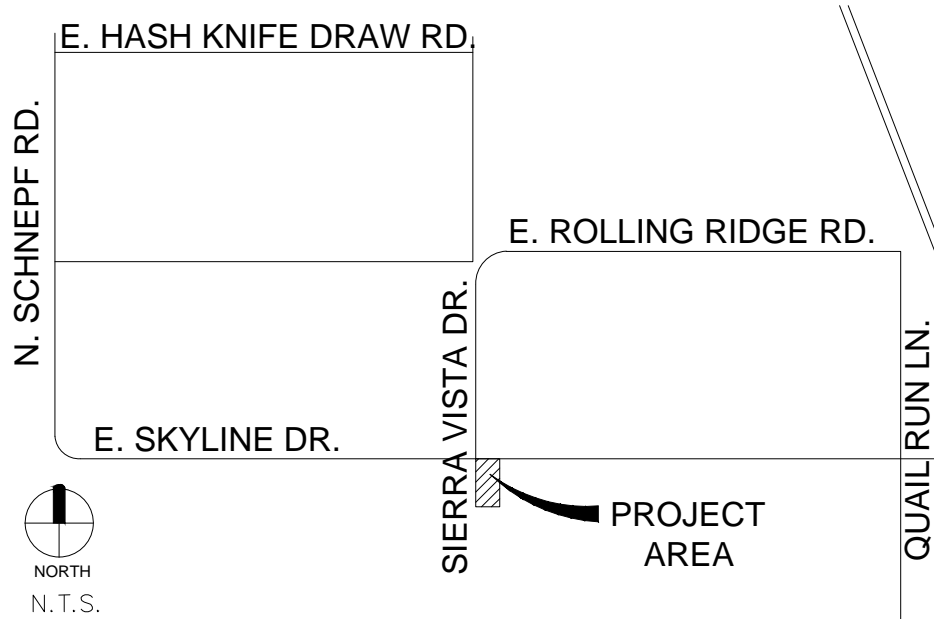 E. HASH KNIFE DRAW RD.
N. SCHNEPF RD.
E. ROLLING RIDGE RD.
SIERRA VISTA DR.
QUAIL RUN LN.
E. SKYLINE DR.
PROJECT
AREA
NORTH
N.T.S.